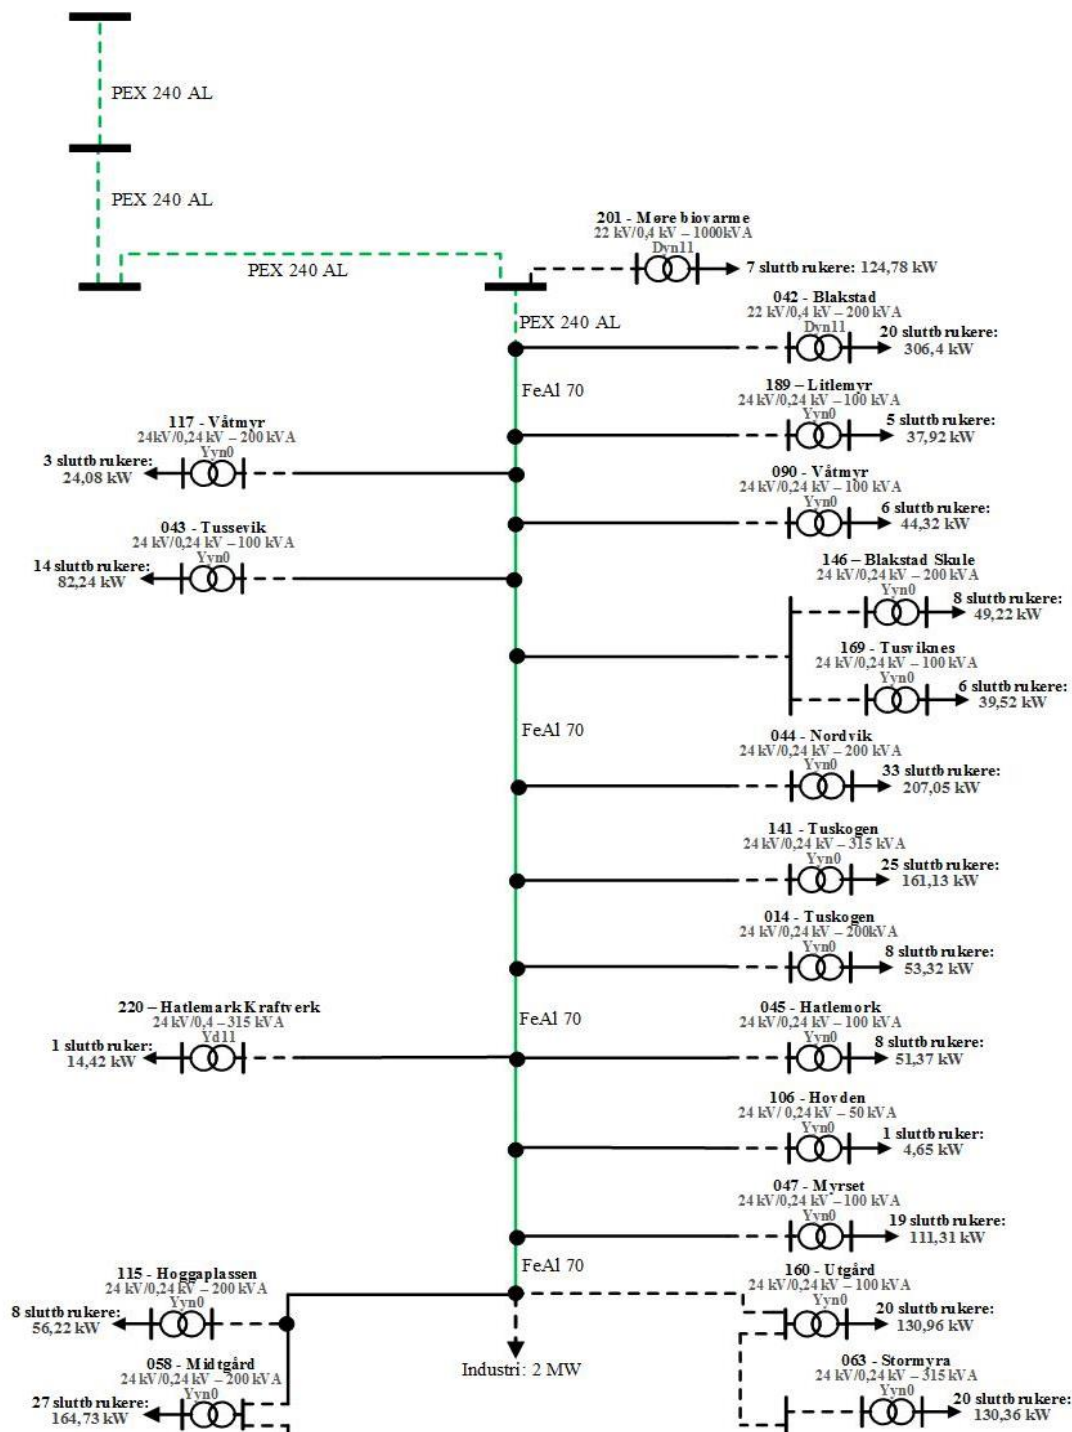 PEX 240 AL
PEX 240 AL
PEX 240 AL
201 - Møre biovarme
22 kV/0,4 kV – 1000kVA
Dyn11
7 sluttbrukere: 124,78 kW
PEX 240 AL
042 - Blakstad
22 kV/0,4 kV – 200 kVA
Dyn11
20 sluttbrukere:
306,4 kW
FeAl 70
189 – Litlemyr
24 kV/0,24 kV – 100 kVA
Yyn0
5 sluttbrukere:
37,92 kW
117 - Våtmyr
24kV/0,24 kV – 200 kVA
Yyn0
3 sluttbrukere:
24,08 kW
090 - Våtmyr
24 kV/0,24 kV – 100 kVA
Yyn0
6 sluttbrukere:
44,32 kW
043 - Tussevik
24 kV/0,24 kV – 100 kVA
Yyn0
14 sluttbrukere:
82,24 kW
146 – Blakstad Skule
24 kV/0,24 kV – 200 kVA
Yyn0
8 sluttbrukere:
49,22 kW
169 - Tusviknes
24 kV/0,24 kV – 100 kVA
Yyn0
6 sluttbrukere:
39,52 kW
FeAl 70
044 - Nordvik
24 kV/0,24 kV – 200 kVA
Yyn0
33 sluttbrukere:
207,05 kW
141 - Tuskogen
24 kV/0,24 kV – 315 kVA
Yyn0
25 sluttbrukere:
161,13 kW
014 - Tuskogen
24 kV/0,24 kV – 200kVA
Yyn0
8 sluttbrukere:
53,32 kW
FeAl 70
220 – Hatlemark Kraftverk
24 kV/0,4 – 315 kVA
Yd11
1 sluttbruker:
14,42 kW
045 - Hatlemork
24 kV/0,24 kV – 100 kVA
Yyn0
8 sluttbrukere:
51,37 kW
106 - Hovden
24 kV/ 0,24 kV – 50 kVA
Yyn0
1 sluttbruker:
4,65 kW
047 - Myrset
24 kV/0,24 kV – 100 kVA
Yyn0
19 sluttbrukere:
111,31 kW
FeAl 70
115 - Hoggaplassen
24 kV/0,24 kV – 200 kVA
Yyn0
8 sluttbrukere:
56,22 kW
160 - Utgård
24 kV/0,24 kV – 100 kVA
Yyn0
20 sluttbrukere:
130,96 kW
Industri: 2 MW
058 - Midtgård
24 kV/0,24 kV – 200 kVA
Yyn0
27 sluttbrukere:
164,73 kW
063 - Stormyra
24 kV/0,24 kV – 315 kVA
Yyn0
20 sluttbrukere:
130,36 kW